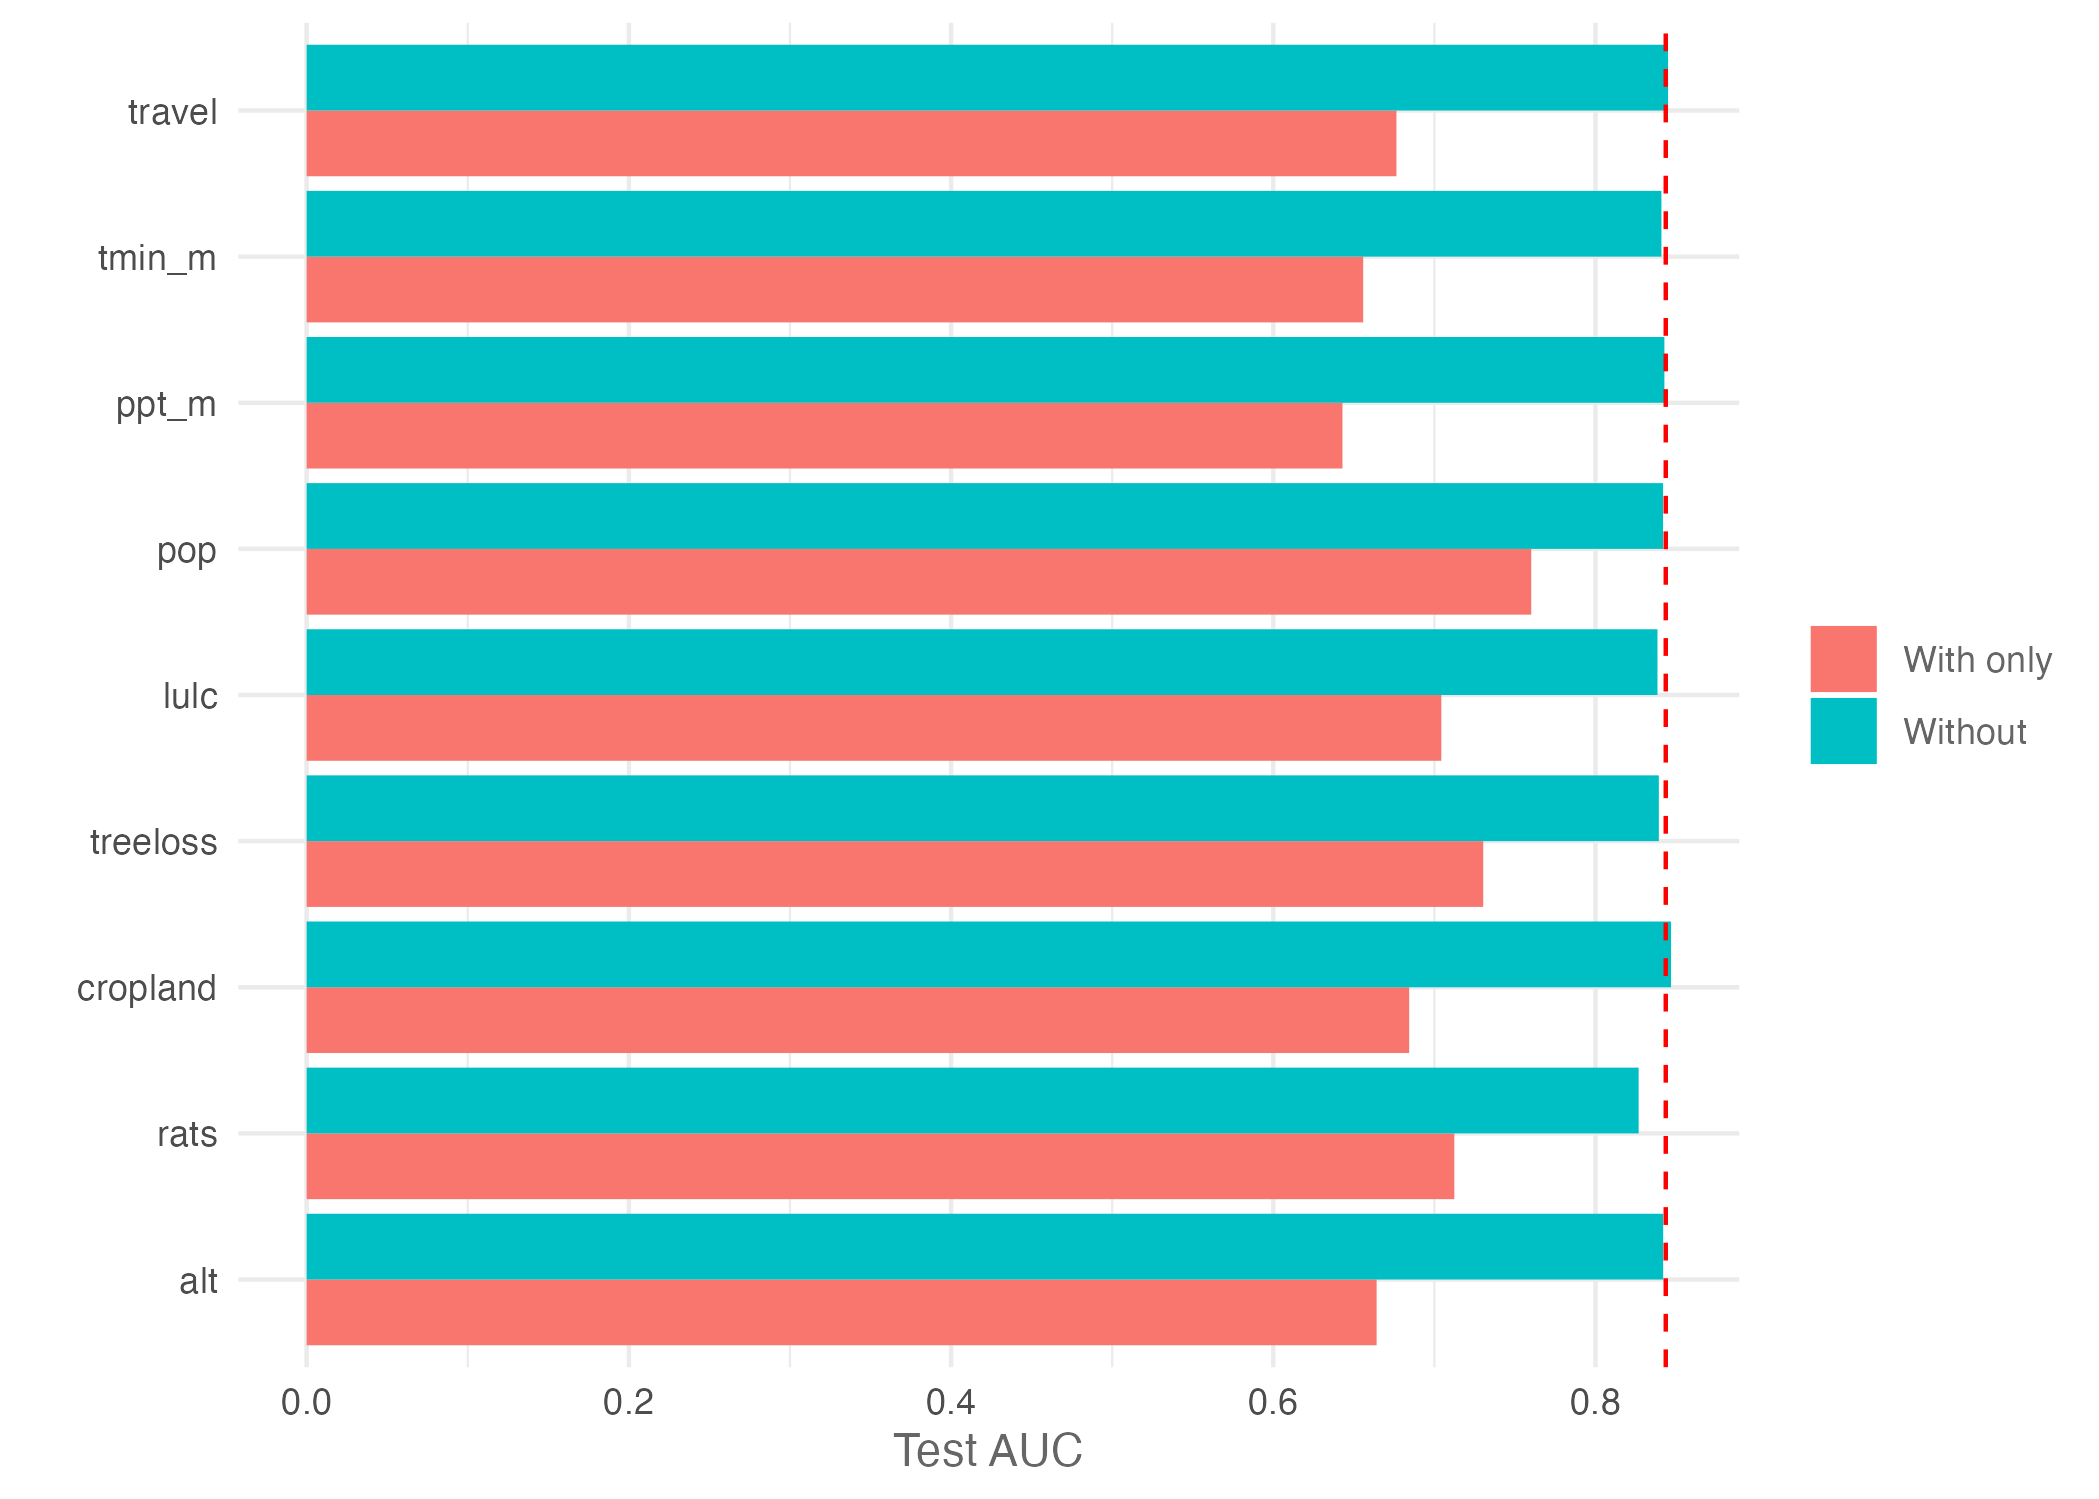 travel
tmin_m
ppt_m
pop
lulc
treeloss
cropland
rats
alt
0.0 0.2 0.4 0.6 0.8
Test AUC
With only
Without